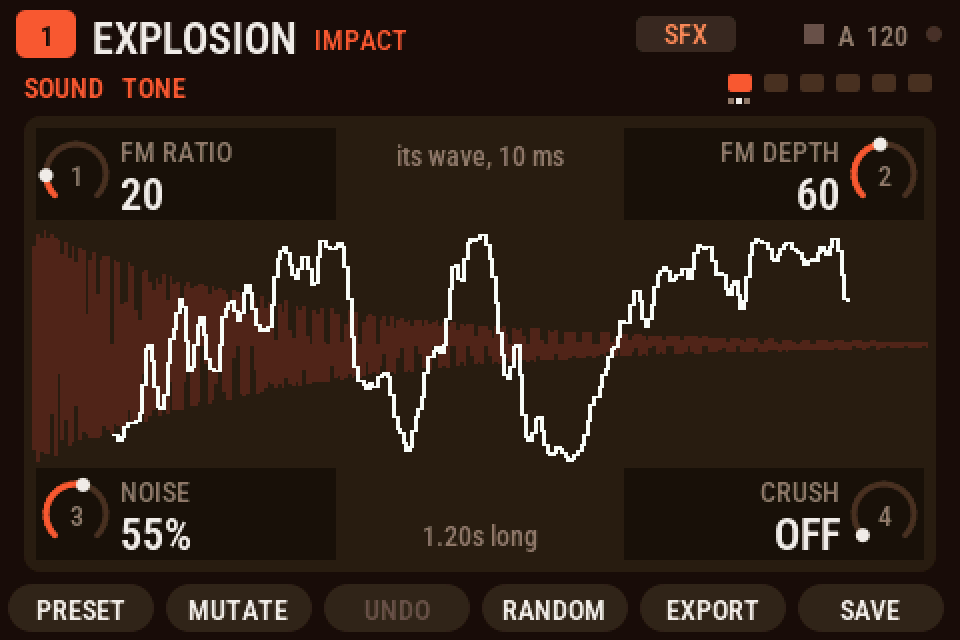 1 EXPLOSION IMPACT SFX A 120
SOUND TONE
1 FM RATIO 20
its wave, 10 ms
FM DEPTH 60 2
3 NOISE 55%
1.20s long
CRUSH OFF 4
PRESET MUTATE UNDO RANDOM EXPORT SAVE